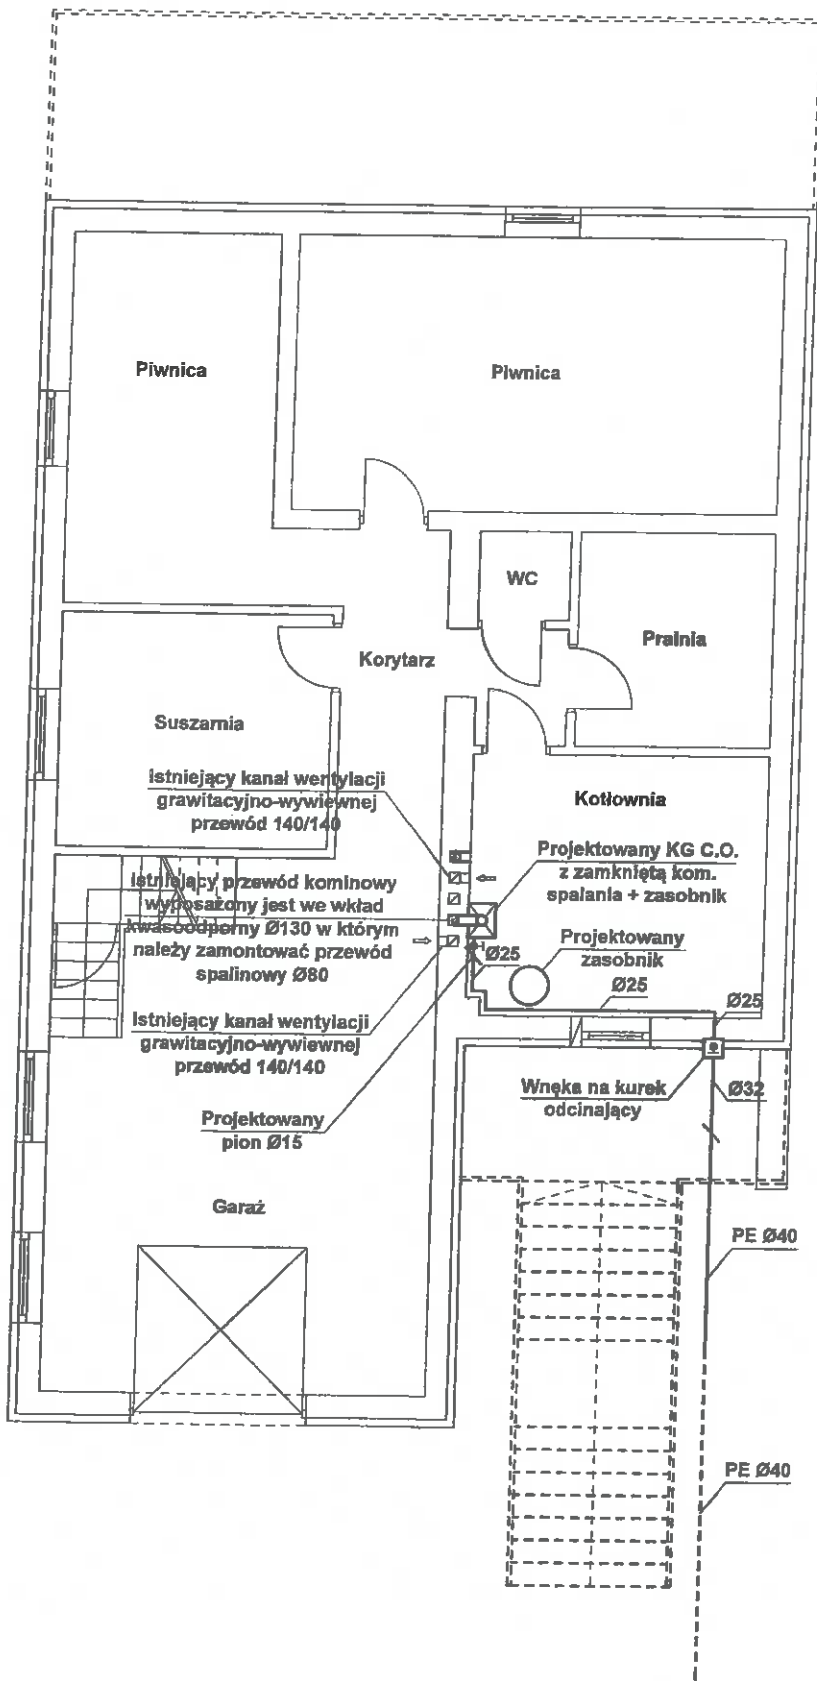 Piwnica
Piwnica
WC
Pralnia
Korytarz
Suszarnia
Istniejący kanał wentylacji
grawitacyjno-wywiewnej
przewód 140/140
Kotłownia
Projektowany KG C.O.
z zamkniętą kom.
spalania + zasobnik
Istniejący przewód kominowy
wyposażony jest we wkład
kwasoodporny Ø130 w którym
należy zamontować przewód
spalinowy Ø80
Projektowany
zasobnik
Ø25
Ø25
Ø25
Istniejący kanał wentylacji
grawitacyjno-wywiewnej
przewód 140/140
Wnęka na kurek
odcinający
Ø32
Projektowany
pion Ø15
Garaż
PE Ø40
PE Ø40